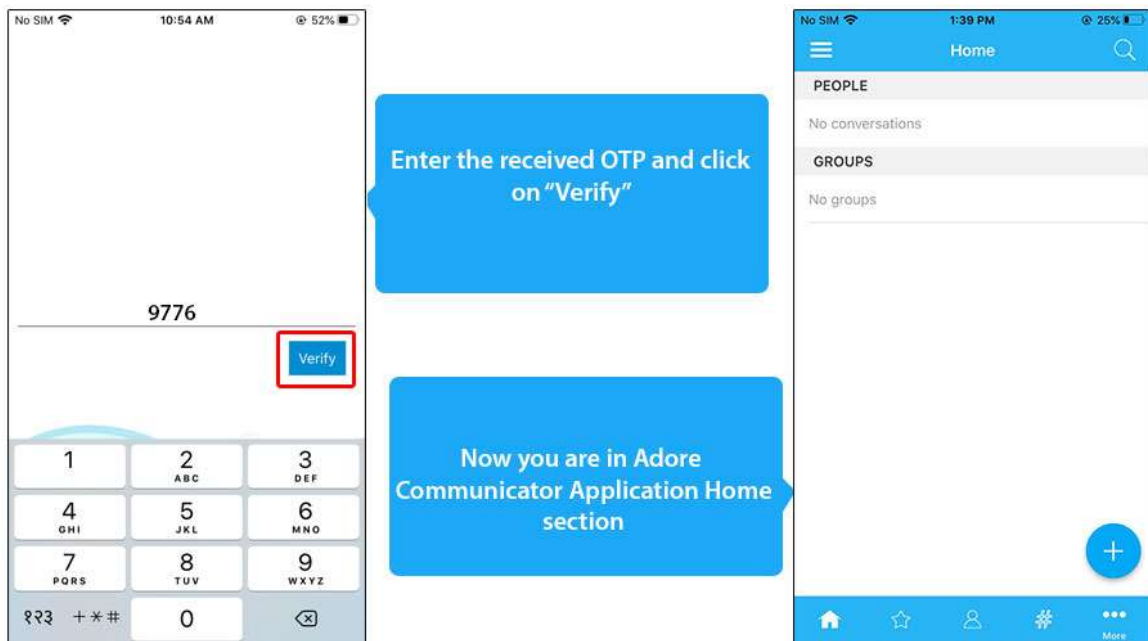 No SIM 10:54 AM 52%
9776
Verify
1
2 ABC
3 DEF
4 GHI
5 JKL
6 MNO
7 PQRS
8 TUV
9 WXYZ
१२३ +*#
0
Enter the received OTP and click
on “Verify”
Now you are in Adore
Communicator Application Home
section
No SIM 1:39 PM 25%
Home
PEOPLE
No conversations
GROUPS
No groups
+
#
More